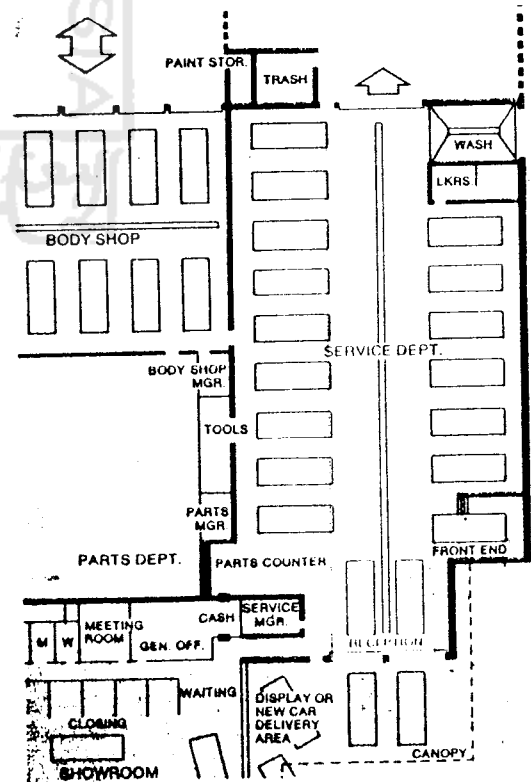 PAINT STOR.
TRASH
WASH
LKRS.
BODY SHOP
SERVICE DEPT.
BODY SHOP
MGR.
TOOLS
PARTS
MGR.
PARTS DEPT.
PARTS COUNTER
FRONT END
MEETING
ROOM
M
W
GEN. OFF.
CASH
SERVICE
MGR.
RECEPTION
WAITING
DISPLAY OR
NEW CAR
DELIVERY
AREA
CLOSING
SHOWROOM
CANOPY